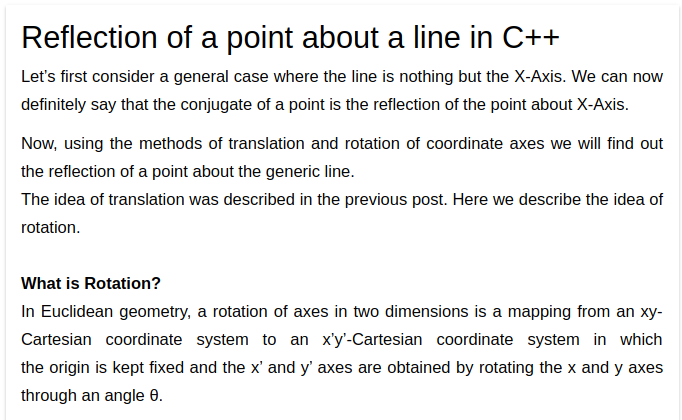 Reflection of a point about a line in C++
Let’s first consider a general case where the line is nothing but the X-Axis. We can now
definitely say that the conjugate of a point is the reflection of the point about X-Axis.
Now, using the methods of translation and rotation of coordinate axes we will find out
the reflection of a point about the generic line.
The idea of translation was described in the previous post. Here we describe the idea of
rotation.
What is Rotation?
In Euclidean geometry, a rotation of axes in two dimensions is a mapping from an xy-
Cartesian coordinate system to an x’y’-Cartesian coordinate system in which
the origin is kept fixed and the x’ and y’ axes are obtained by rotating the x and y axes
through an angle θ.